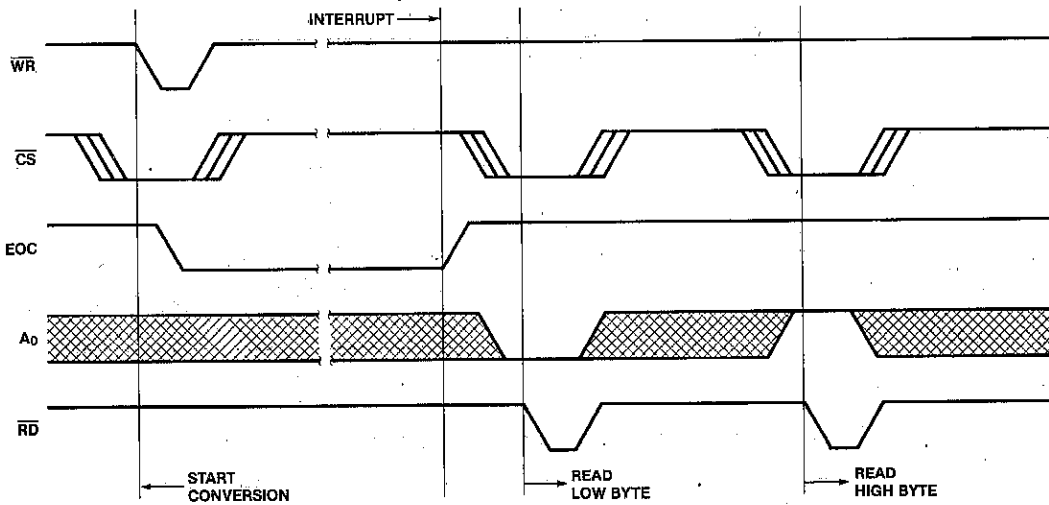 INTERRUPT
WR
CS
EOC
A0
RD
START
CONVERSION
READ
LOW BYTE
READ
HIGH BYTE